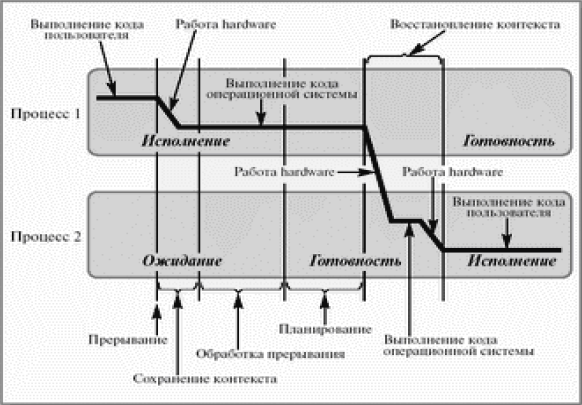 Выполнение кода
пользователя
Работа hardware
Восстановление контекста
Выполнение кода
операционной системы
Процесс 1
Исполнение
Готовность
Работа hardware
Работа hardware
Выполнение кода
пользователя
Процесс 2
Ожидание
Готовность
Исполнение
Прерывание
Планирование
Выполнение кода
операционной системы
Обработка прерывания
Сохранение контекста